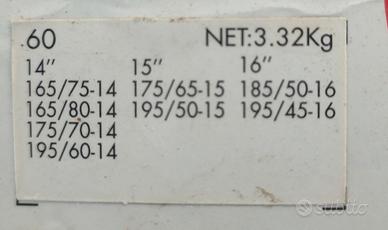 60 NET:3.32Kg
14" 15" 16"
165/75-14 175/65-15 185/50-16
165/80-14 195/50-15 195/45-16
175/70-14
195/60-14
subito